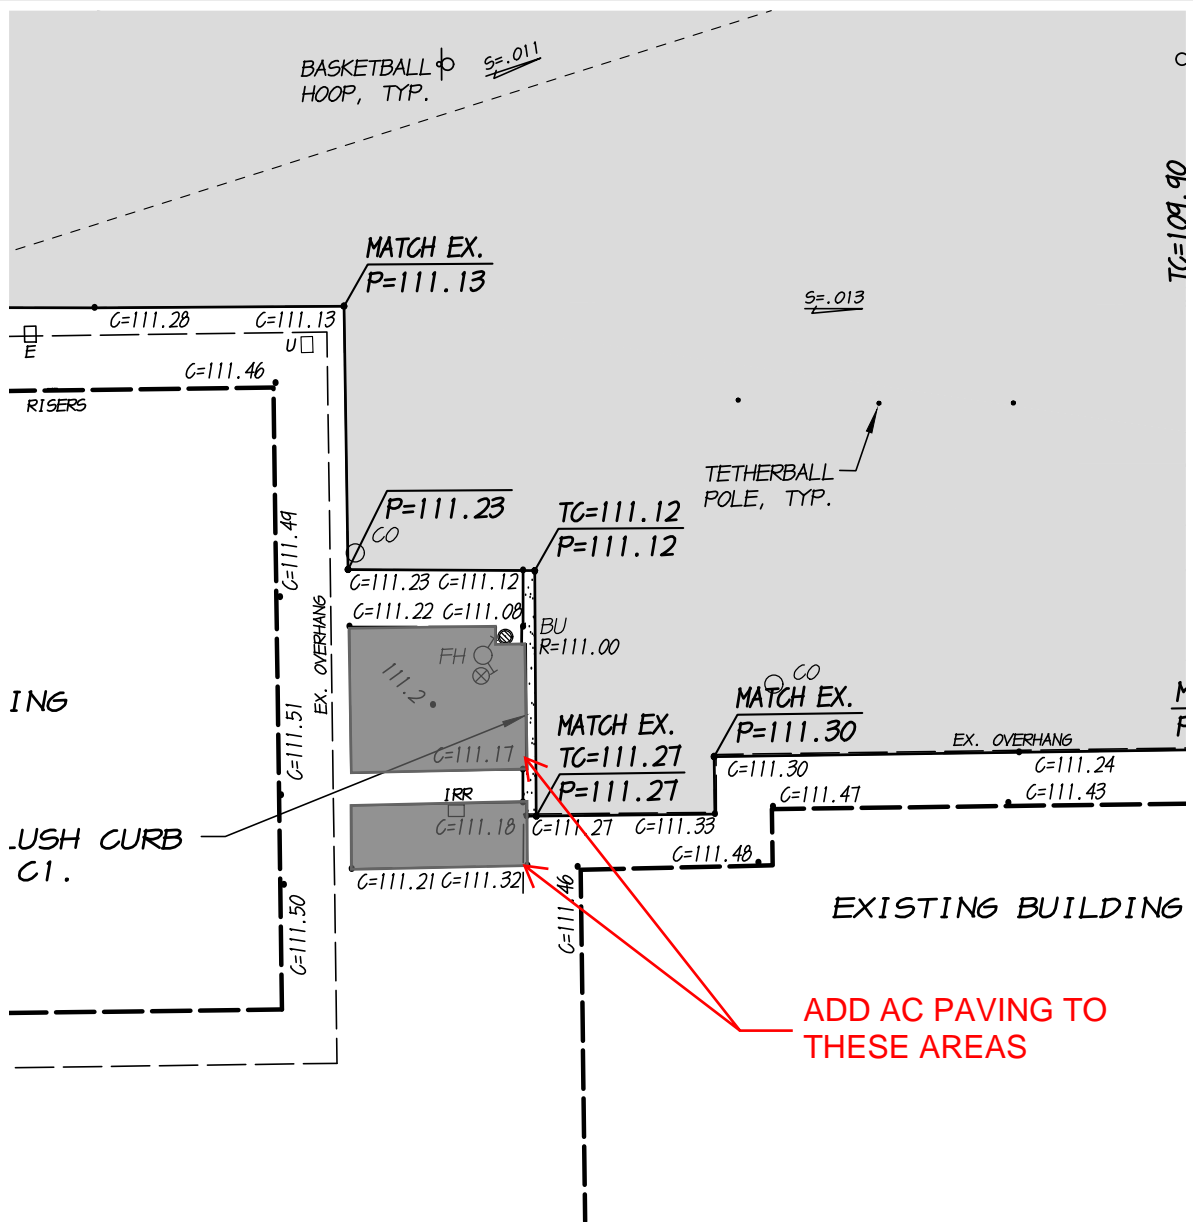 BASKETBALL
HOOP, TYP.
S=.011
TC=109.90
MATCH EX.
P=111.13
S=.013
C=111.28
C=111.13
E
U
C=111.46
RISERS
TETHERBALL
POLE, TYP.
P=111.23
CO
TC=111.12
P=111.12
C=111.49
C=111.23
C=111.12
C=111.22
C=111.08
BU
R=111.00
EX. OVERHANG
FH
111.2
CO
MATCH EX.
P=111.30
ING
C=111.51
MATCH EX.
TC=111.27
P=111.27
C=111.17
EX. OVERHANG
C=111.30
C=111.24
IRR
C=111.47
C=111.43
C=111.18
C=111.27
C=111.33
LUSH CURB
C1.
C=111.48
C=111.21
C=111.32
C=111.46
C=111.50
EXISTING BUILDING
ADD AC PAVING TO
THESE AREAS